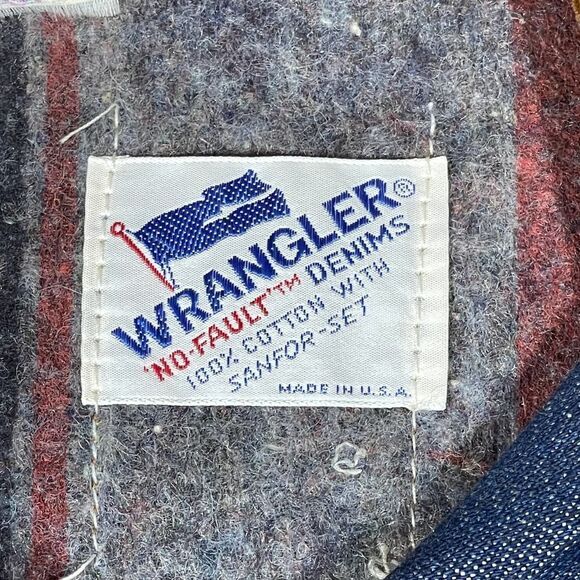 WRANGLER®
'NO-FAULT'™ DENIMS
100% COTTON WITH
SANFOR-SET
MADE IN U.S.A.